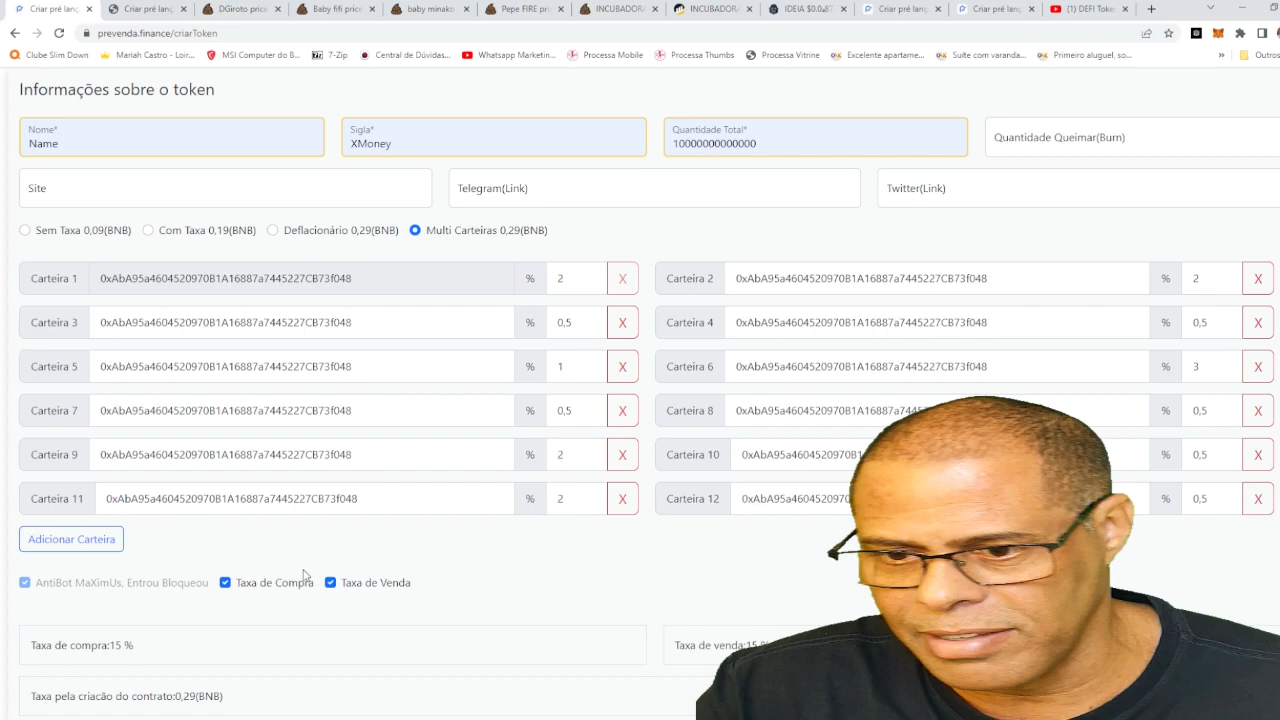 Criar pré lanç
Criar pré lanç
DGiroto price
Baby fifi price
baby minako
Pepe FIRE pri
INCUBADORA
INCUBADORA
IDEIA
Criar pré lanç
Criar pré lanç
(1) DEFI Toke
prevenda.finance/criarToken
Clube Slim Down
Mariah Castro - Loir...
MSI Computer do B...
7-Zip
Central de Dúvidas...
Whatsapp Marketin...
Processa Mobile
Processa Thumbs
Processa Vitrine
Excelente apartame...
Suíte com varanda...
Primeiro aluguel, so...
»
Outros
Informações sobre o token
Nome*
Name
Sigla*
XMoney
Quantidade Total*
10000000000000
Quantidade Queimar(Burn)
Site
Telegram(Link)
Twitter(Link)
Sem Taxa 0,09(BNB)
Com Taxa 0,19(BNB)
Deflacionário 0,29(BNB)
Multi Carteiras 0,29(BNB)
Carteira 1 0xAbA95a4604520970B1A16887a7445227CB73f048 % 2 X
Carteira 2 0xAbA95a4604520970B1A16887a7445227CB73f048 % 2 X
Carteira 3 0xAbA95a4604520970B1A16887a7445227CB73f048 % 0,5 X
Carteira 4 0xAbA95a4604520970B1A16887a7445227CB73f048 % 0,5 X
Carteira 5 0xAbA95a4604520970B1A16887a7445227CB73f048 % 1 X
Carteira 6 0xAbA95a4604520970B1A16887a7445227CB73f048 % 3 X
Carteira 7 0xAbA95a4604520970B1A16887a7445227CB73f048 % 0,5 X
Carteira 8 0xAbA95a4604520970B1A16887a7445227CB73f048 % 0,5 X
Carteira 9 0xAbA95a4604520970B1A16887a7445227CB73f048 % 2 X
Carteira 10 0xAbA95a4604520970B1 % 0,5 X
Carteira 11 0xAbA95a4604520970B1A16887a7445227CB73f048 % 2 X
Carteira 12 0xAbA95a4604520970 % 0,5 X
Adicionar Carteira
AntiBot MaXimUs, Entrou Bloqueou
Taxa de Compra
Taxa de Venda
Taxa de compra:15 %
Taxa de venda:15 %
Taxa pela criacão do contrato:0,29(BNB)